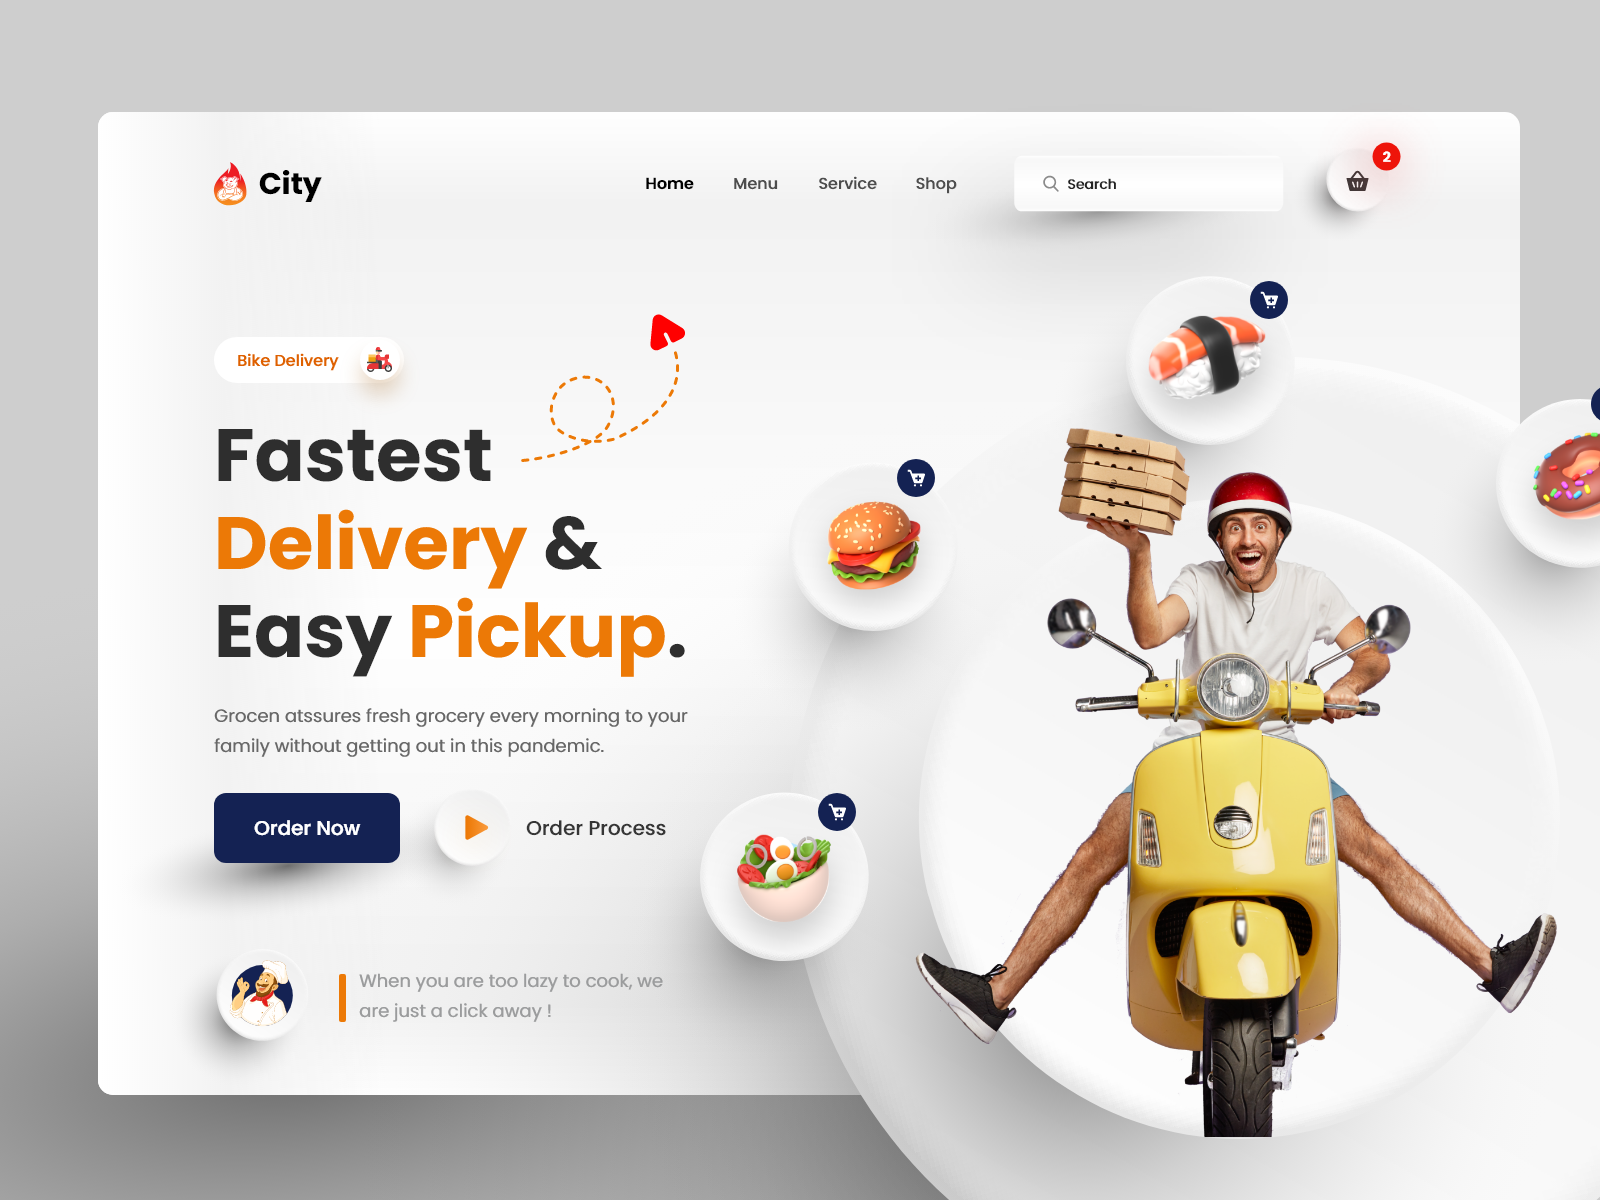 City
Home
Menu
Service
Shop
Search
2
Bike Delivery
Fastest
Delivery &
Easy Pickup.
Grocen atssures fresh grocery every morning to your
family without getting out in this pandemic.
Order Now
Order Process
When you are too lazy to cook, we
are just a click away !